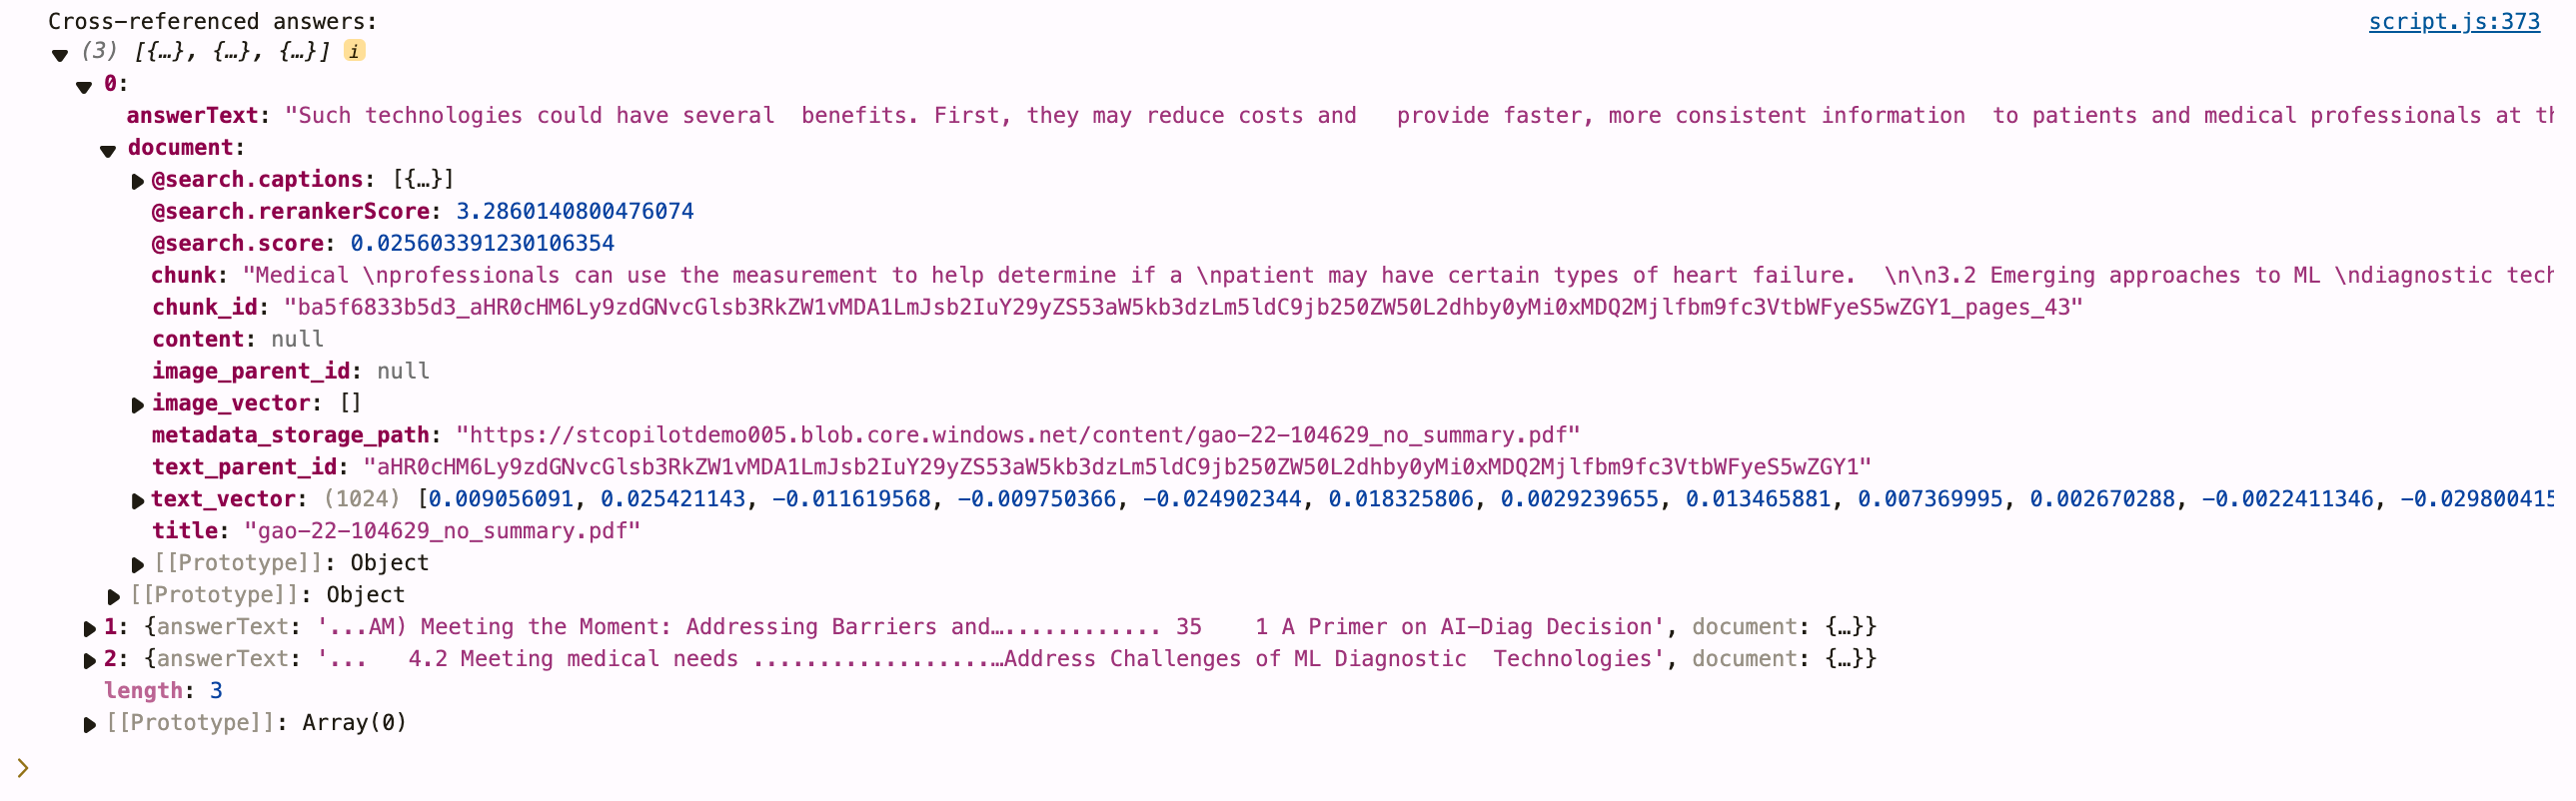 Cross-referenced answers: script.js:373
(3) [{…}, {…}, {…}] i
0:
answerText: "Such technologies could have several  benefits. First, they may reduce costs and   provide faster, more consistent information  to patients and medical professionals at th
document:
@search.captions: [{…}]
@search.rerankerScore: 3.2860140800476074
@search.score: 0.025603391230106354
chunk: "Medical \nprofessionals can use the measurement to help determine if a \npatient may have certain types of heart failure.  \n\n3.2 Emerging approaches to ML \ndiagnostic tech
chunk_id: "ba5f6833b5d3_aHR0cHM6Ly9zdGNvcGlsb3RkZW1vMDA1LmJsb2IuY29yZS53aW5kb3dzLm5ldC9jb250ZW50L2dhby0yMi0xMDQ2Mjlfbm9fc3VtbWFyeS5wZGY1_pages_43"
content: null
image_parent_id: null
image_vector: []
metadata_storage_path: "https://stcopilotdemo005.blob.core.windows.net/content/gao-22-104629_no_summary.pdf"
text_parent_id: "aHR0cHM6Ly9zdGNvcGlsb3RkZW1vMDA1LmJsb2IuY29yZS53aW5kb3dzLm5ldC9jb250ZW50L2dhby0yMi0xMDQ2Mjlfbm9fc3VtbWFyeS5wZGY1"
text_vector: (1024) [0.009056091, 0.025421143, -0.011619568, -0.009750366, -0.024902344, 0.018325806, 0.0029239655, 0.013465881, 0.007369995, 0.002670288, -0.0022411346, -0.029800415
title: "gao-22-104629_no_summary.pdf"
[[Prototype]]: Object
[[Prototype]]: Object
1: {answerText: '...AM) Meeting the Moment: Addressing Barriers and…............ 35    1 A Primer on AI-Diag Decision', document: {…}}
2: {answerText: '...   4.2 Meeting medical needs ...................…Address Challenges of ML Diagnostic  Technologies', document: {…}}
length: 3
[[Prototype]]: Array(0)